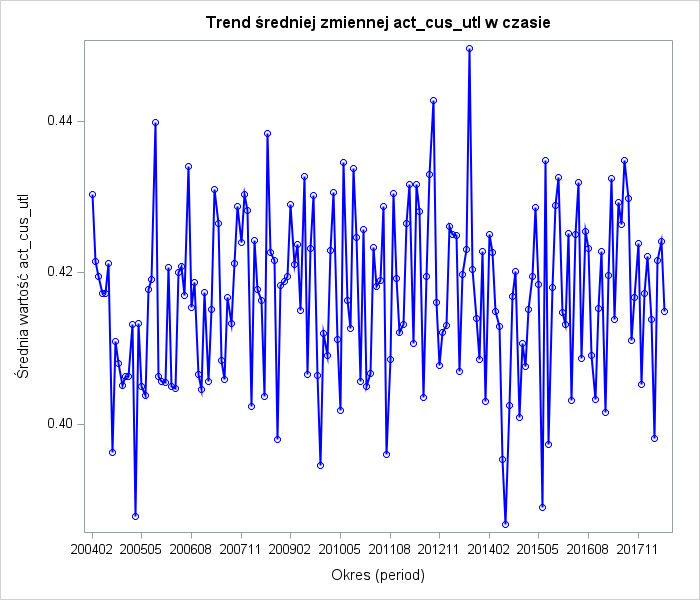 Trend średniej zmiennej act_cus_utl w czasie
Średnia wartość act_cus_utl
0.44
0.42
0.40
200402 200505 200608 200711 200902 201005 201108 201211 201402 201505 201608 201711
Okres (period)